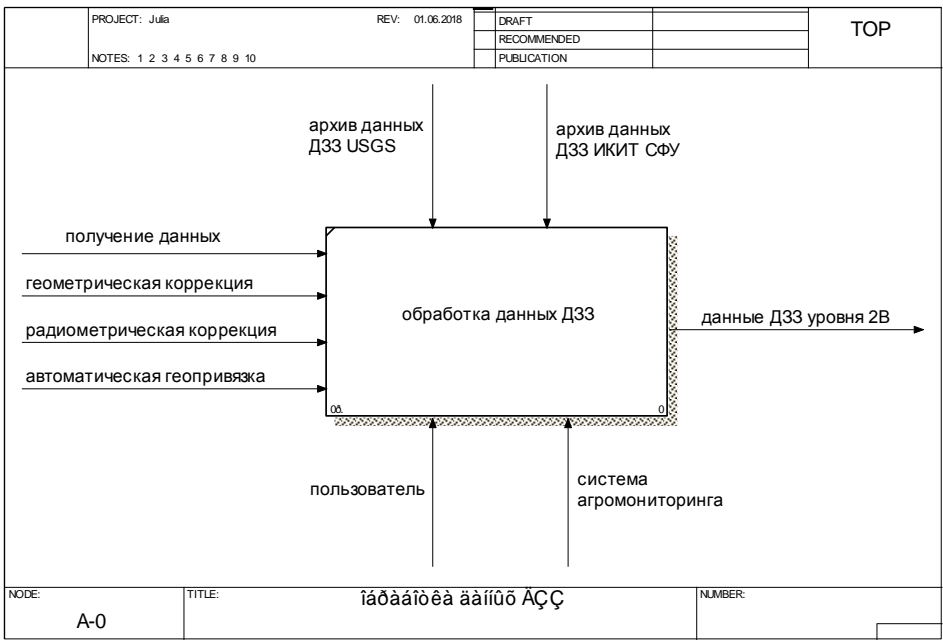 PROJECT: Julia
REV: 01.06.2018
DRAFT
TOP
RECOMMENDED
NOTES: 1 2 3 4 5 6 7 8 9 10
PUBLICATION
архив данных
ДЗЗ USGS
архив данных
ДЗЗ ИКИТ СФУ
получение данных
геометрическая коррекция
обработка данных ДЗЗ
данные ДЗЗ уровня 2В
радиометрическая коррекция
автоматическая геопривязка
0ð.
0
пользователь
система
агромониторинга
NODE:
TITLE:
îáðàáîòêà äàííûõ ÄÇÇ
NUMBER:
A-0